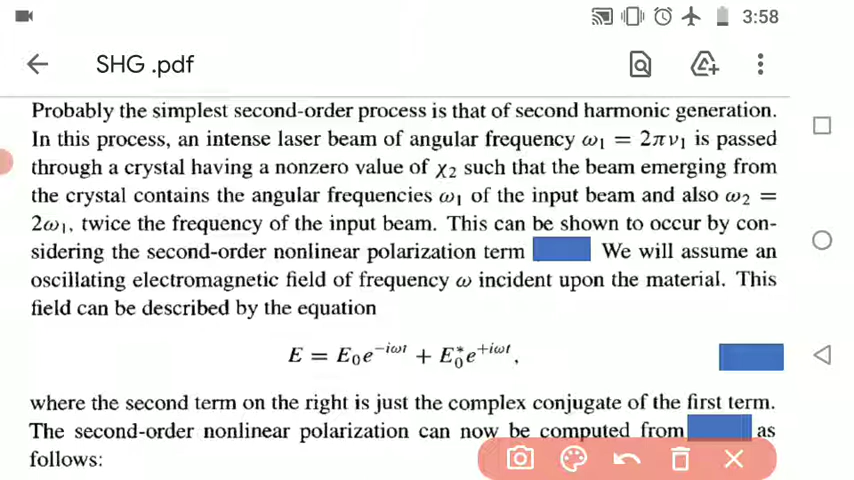 3:58
SHG .pdf
Probably the simplest second-order process is that of second harmonic generation.
In this process, an intense laser beam of angular frequency ω₁ = 2πν₁ is passed
through a crystal having a nonzero value of χ₂ such that the beam emerging from
the crystal contains the angular frequencies ω₁ of the input beam and also ω₂ =
2ω₁, twice the frequency of the input beam. This can be shown to occur by con-
sidering the second-order nonlinear polarization term We will assume an
oscillating electromagnetic field of frequency ω incident upon the material. This
field can be described by the equation
E = E₀e^{−iωt} + E₀*e^{+iωt},
where the second term on the right is just the complex conjugate of the first term.
The second-order nonlinear polarization can now be computed from as
follows: